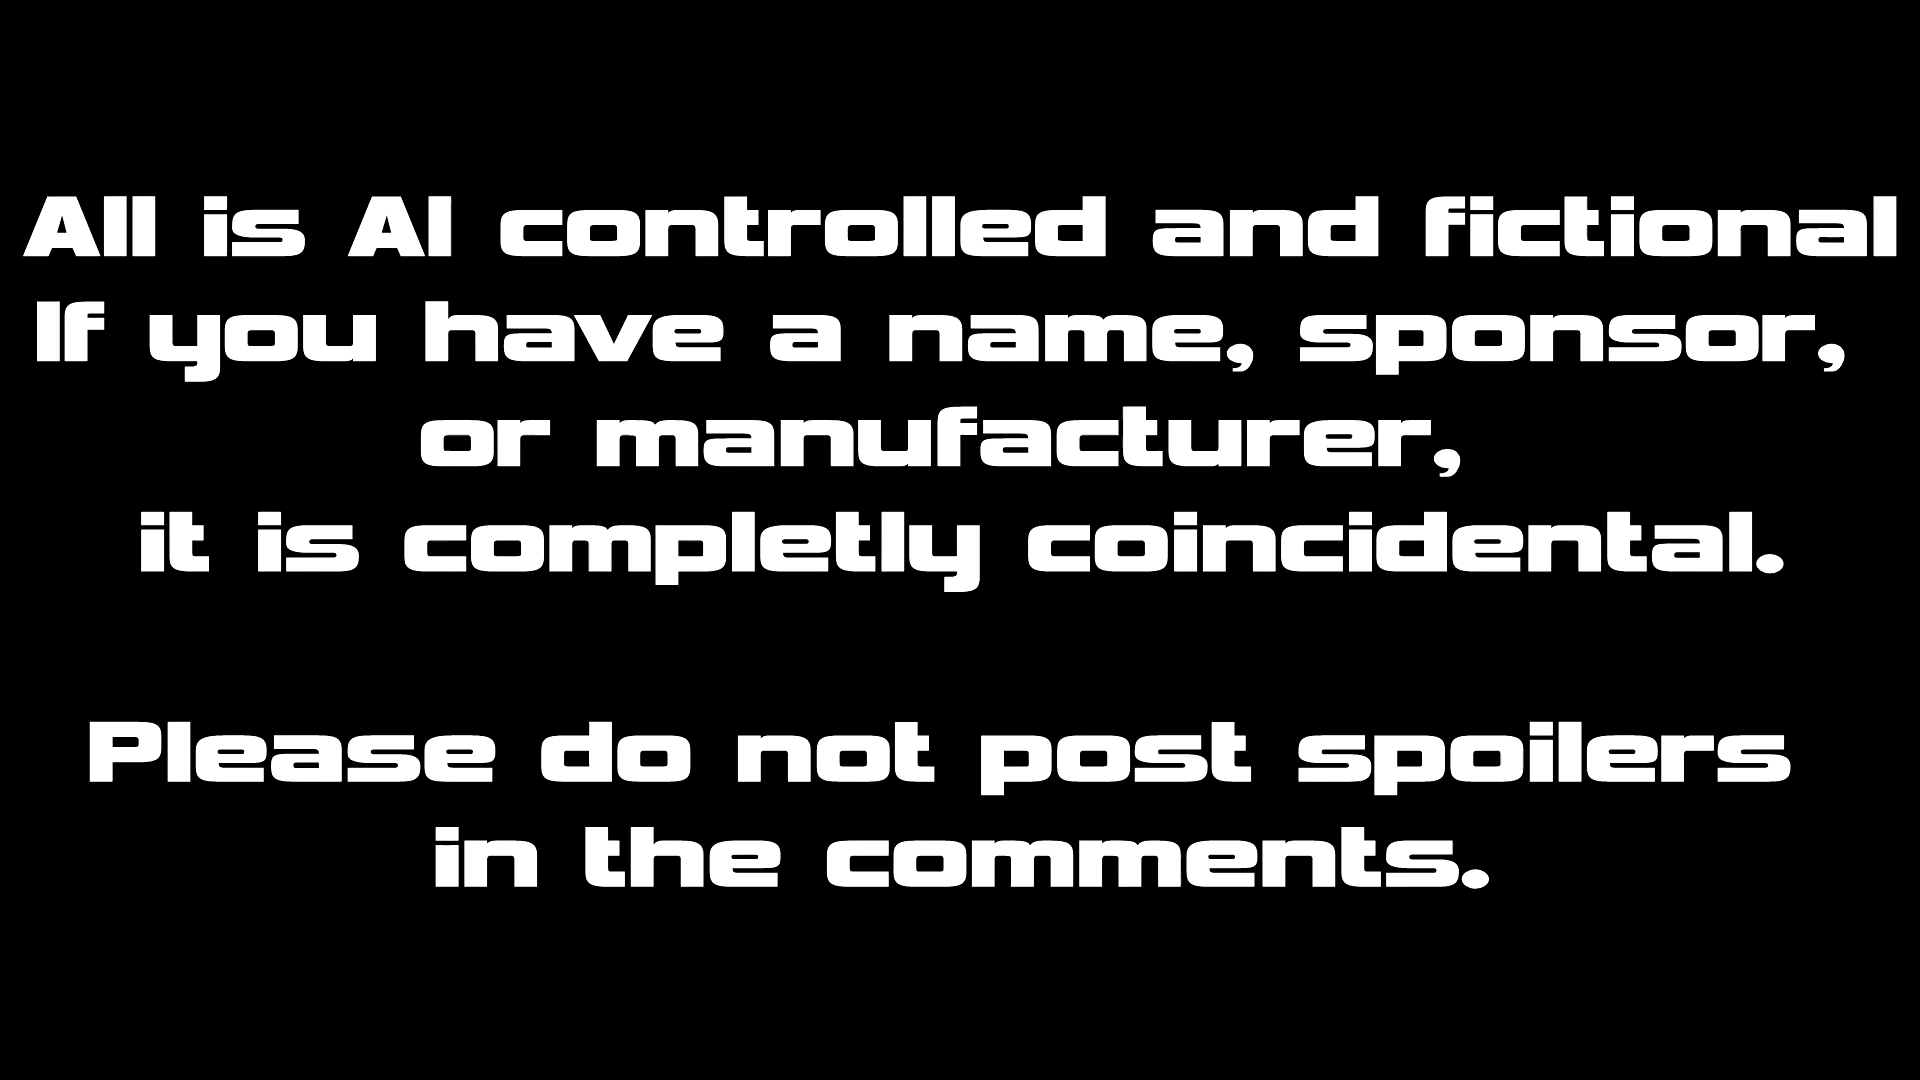 All is AI controlled and fictional
If you have a name, sponsor,
or manufacturer,
it is completly coincidental.
Please do not post spoilers
in the comments.